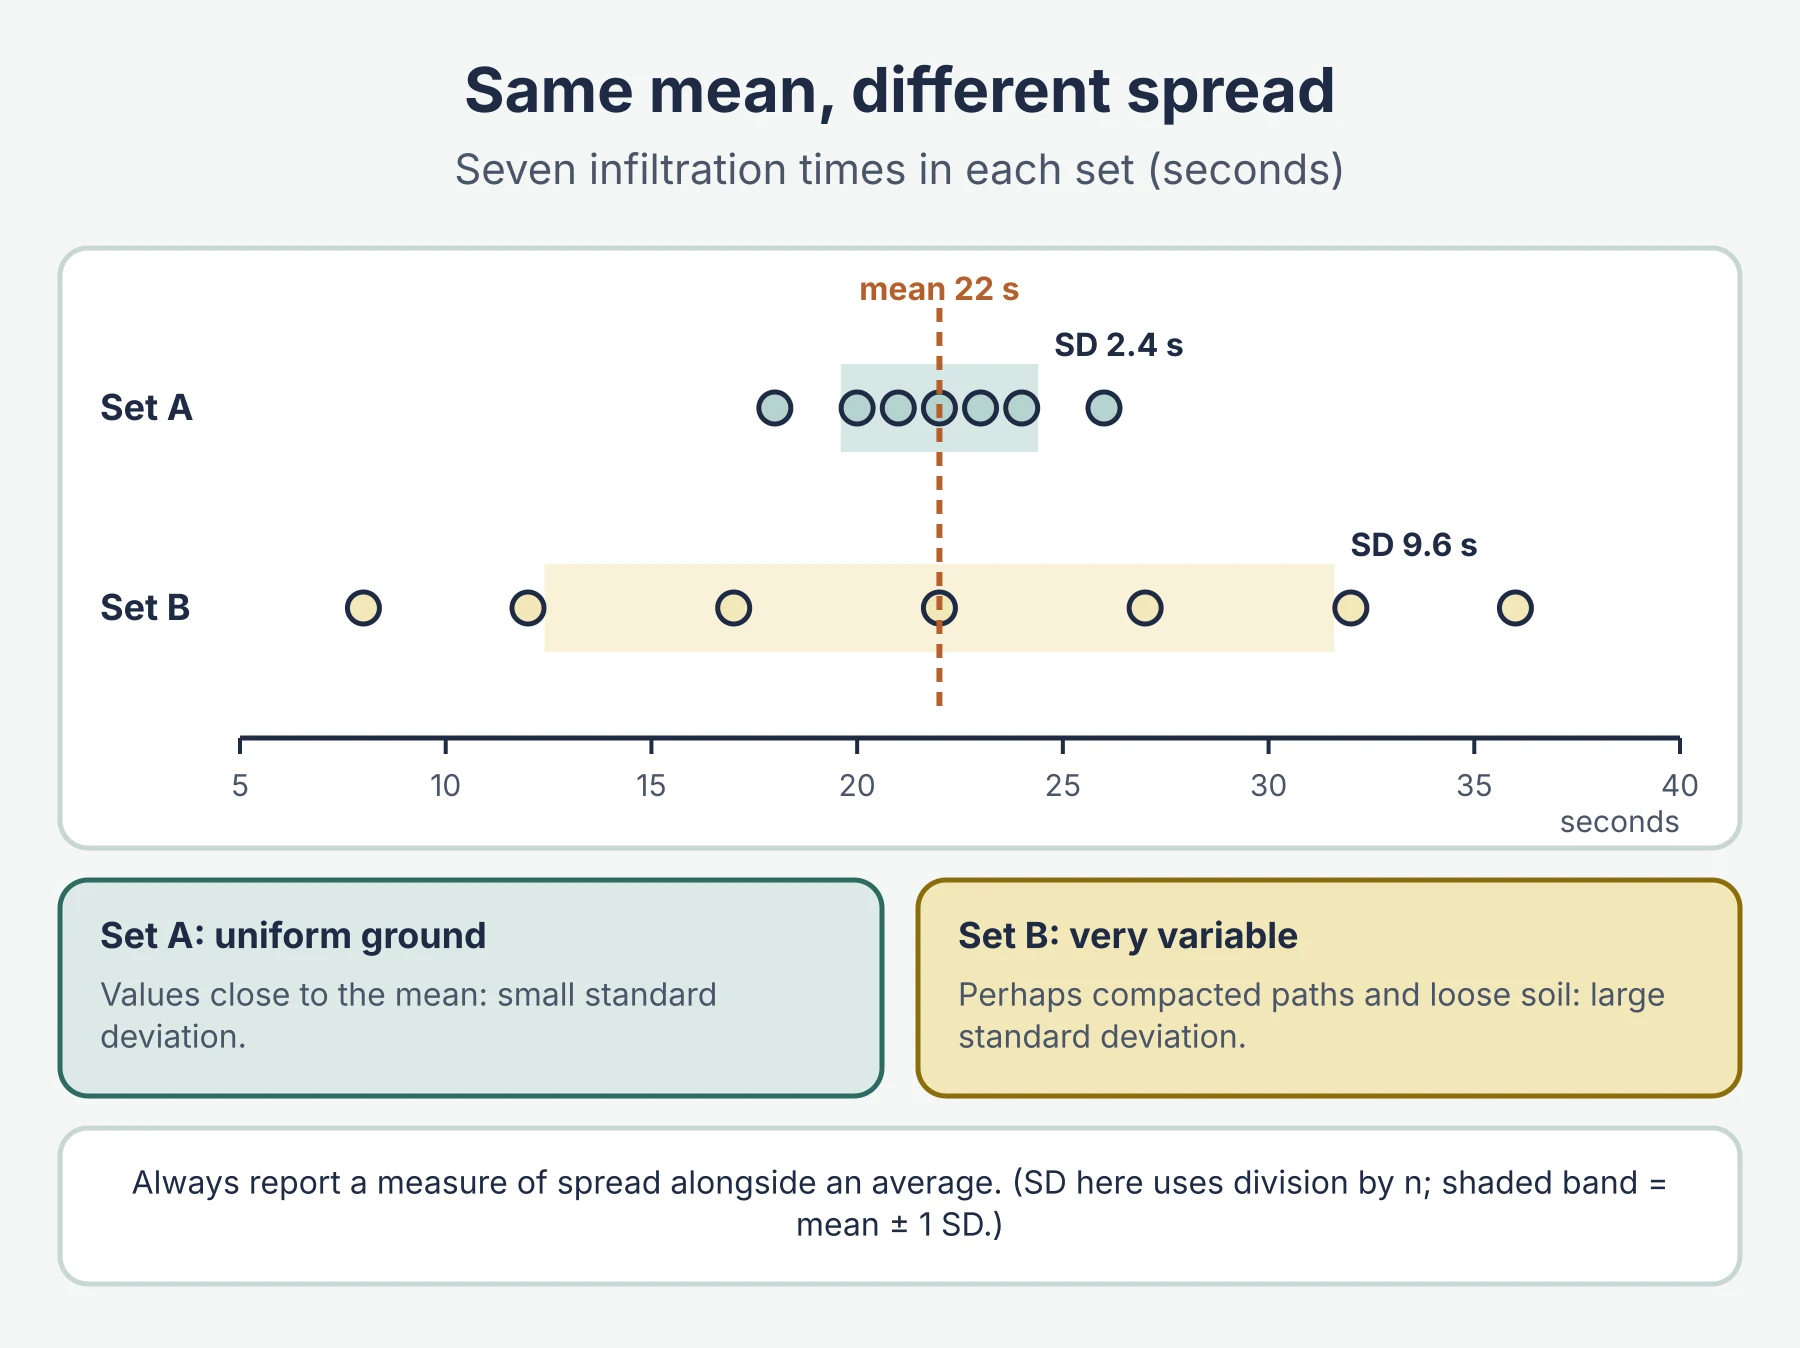 Same mean, different spread
Seven infiltration times in each set (seconds)
mean 22 s
SD 2.4 s
Set A
SD 9.6 s
Set B
5 10 15 20 25 30 35 40
seconds
Set A: uniform ground
Values close to the mean: small standard
deviation.
Set B: very variable
Perhaps compacted paths and loose soil: large
standard deviation.
Always report a measure of spread alongside an average. (SD here uses division by n; shaded band =
mean ± 1 SD.)